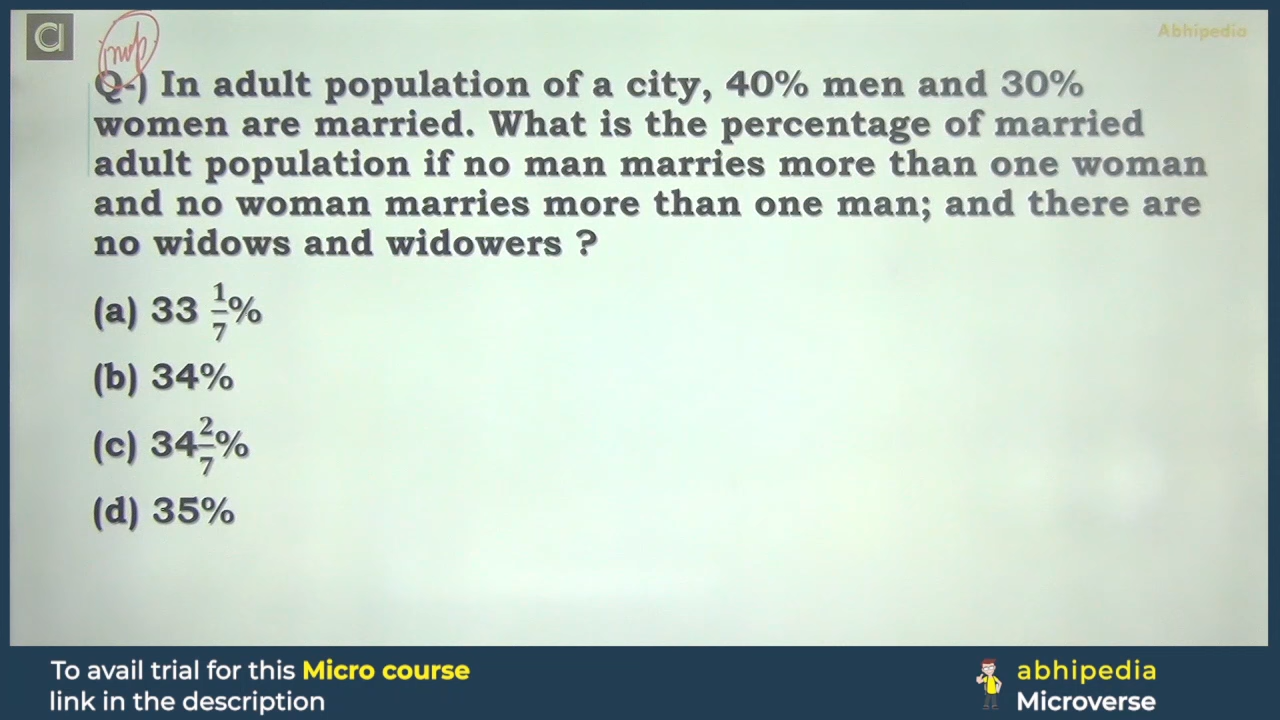 Abhipedia
imp
Q-) In adult population of a city, 40% men and 30%
women are married. What is the percentage of married
adult population if no man marries more than one woman
and no woman marries more than one man; and there are
no widows and widowers ?
(a) 33 1/7%
(b) 34%
(c) 34 2/7%
(d) 35%
To avail trial for this Micro course
link in the description
abhipedia
Microverse